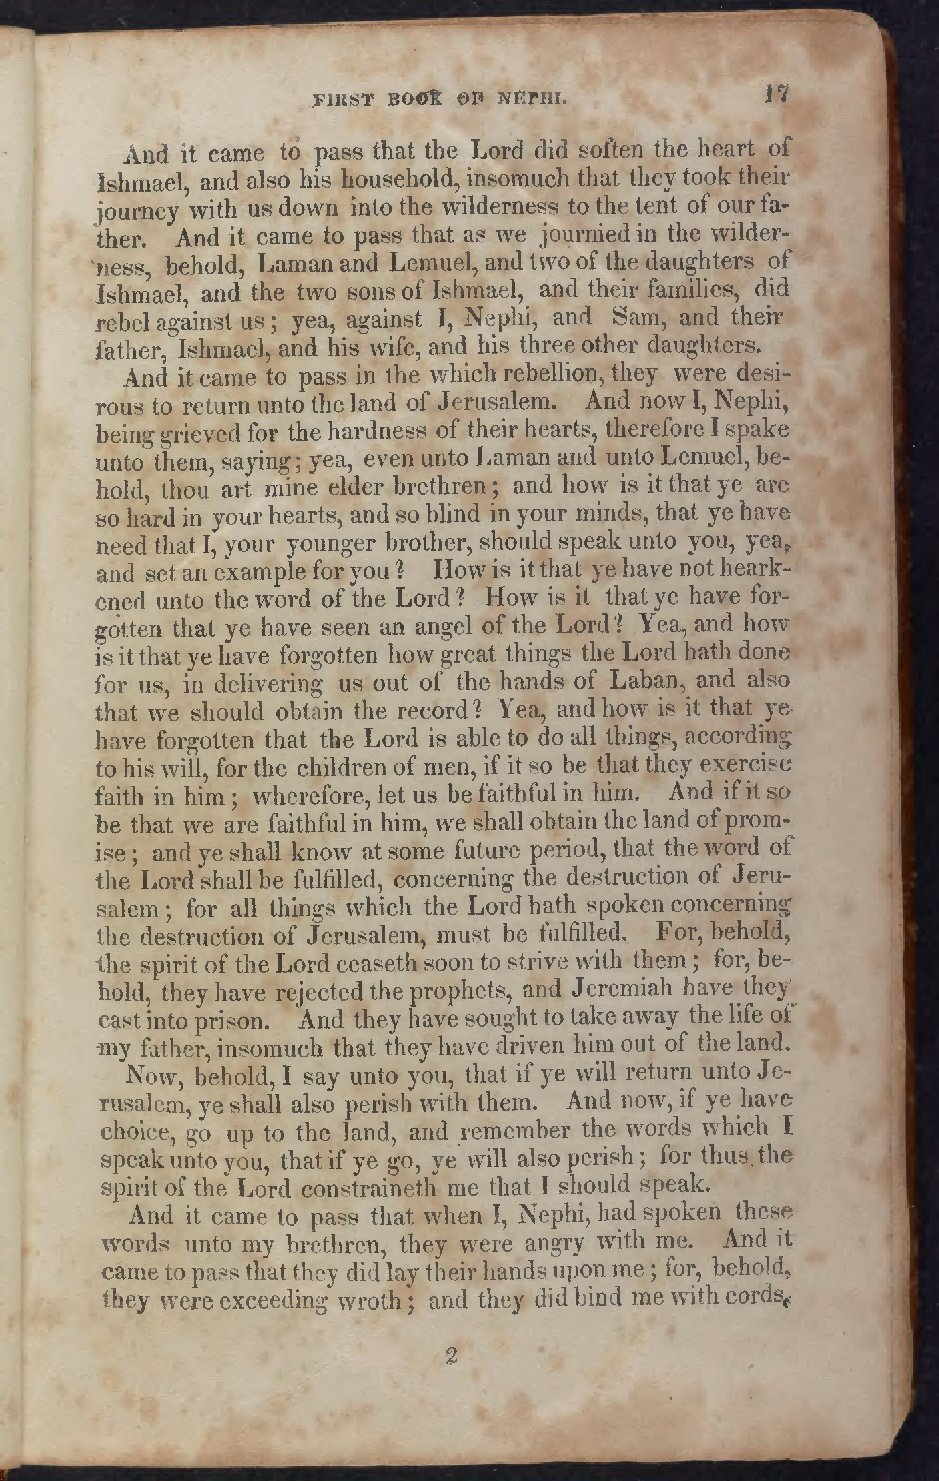 FIRST BOOK OF NEPHI. 17
And it came to pass that the Lord did soften the heart of
Ishmael, and also his household, insomuch that they took their
journey with us down into the wilderness to the tent of our fa-
ther. And it came to pass that as we journied in the wilder-
ness, behold, Laman and Lemuel, and two of the daughters of
Ishmael, and the two sons of Ishmael, and their families, did
rebel against us; yea, against I, Nephi, and Sam, and their
father, Ishmael, and his wife, and his three other daughters.
And it came to pass in the which rebellion, they were desi-
rous to return unto the land of Jerusalem. And now I, Nephi,
being grieved for the hardness of their hearts, therefore I spake
unto them, saying; yea, even unto Laman and unto Lemuel, be-
hold, thou art mine elder brethren; and how is it that ye are
so hard in your hearts, and so blind in your minds, that ye have
need that I, your younger brother, should speak unto you, yea,
and set an example for you? How is it that ye have not heark-
ened unto the word of the Lord? How is it that ye have for-
gotten that ye have seen an angel of the Lord? Yea, and how
is it that ye have forgotten how great things the Lord hath done
for us, in delivering us out of the hands of Laban, and also
that we should obtain the record? Yea, and how is it that ye
have forgotten that the Lord is able to do all things, according
to his will, for the children of men, if it so be that they exercise
faith in him; wherefore, let us be faithful in him. And if it so
be that we are faithful in him, we shall obtain the land of prom-
ise; and ye shall know at some future period, that the word of
the Lord shall be fulfilled, concerning the destruction of Jeru-
salem; for all things which the Lord hath spoken concerning
the destruction of Jerusalem, must be fulfilled. For, behold,
the spirit of the Lord ceaseth soon to strive with them; for, be-
hold, they have rejected the prophets, and Jeremiah have they
cast into prison. And they have sought to take away the life of
my father, insomuch that they have driven him out of the land.
Now, behold, I say unto you, that if ye will return unto Je-
rusalem, ye shall also perish with them. And now, if ye have
choice, go up to the land, and remember the words which I
speak unto you, that if ye go, ye will also perish; for thus the
spirit of the Lord constraineth me that I should speak.
And it came to pass that when I, Nephi, had spoken these
words unto my brethren, they were angry with me. And it
came to pass that they did lay their hands upon me; for, behold,
they were exceeding wroth; and they did bind me with cords,
2